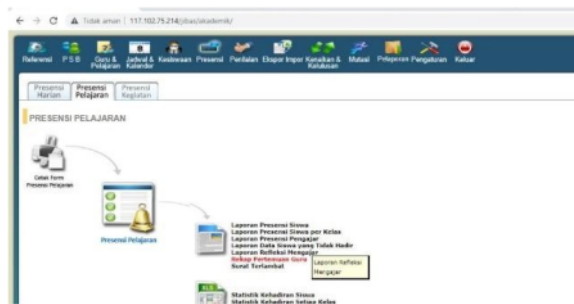 Tidak aman | 117.102.75.214/jibas/akademik/
Referensi PSB Guru & Pelajaran Jadwal & Kalender Kesiswaan Presensi Penilaian Ekspor Impor Kenaikan & Kelulusan Mutasi Pelaporan Pengaturan Keluar
Presensi Harian Presensi Pelajaran Presensi Kegiatan
PRESENSI PELAJARAN
Cetak Form
Presensi Pelajaran
Presensi Pelajaran
Laporan Presensi Siswa
Laporan Presensi Siswa per Kelas
Laporan Presensi Pengajar
Laporan Data Siswa yang Tidak Hadir
Laporan Refleksi Mengajar
Rekap Pertemuan Guru
Surat Terlambat
Laporan Refleksi
Mengajar
XLS
Statistik Kehadiran Siswa
Statistik Kehadiran Setiap Kelas